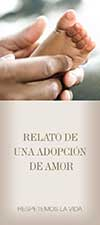 RELATO DE
UNA ADOPCIÓN
DE AMOR
RESPETEMOS LA VIDA